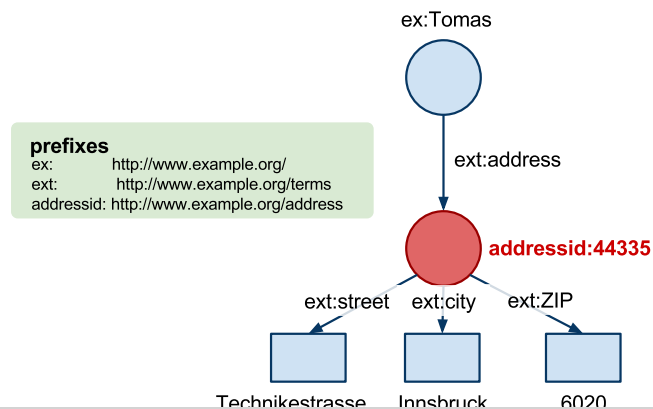 ex:Tomas
prefixes
ex: http://www.example.org/
ext: http://www.example.org/terms
addressid: http://www.example.org/address
ext:address
addressid:44335
ext:street
ext:city
ext:ZIP
Technikestrasse
Innsbruck
6020